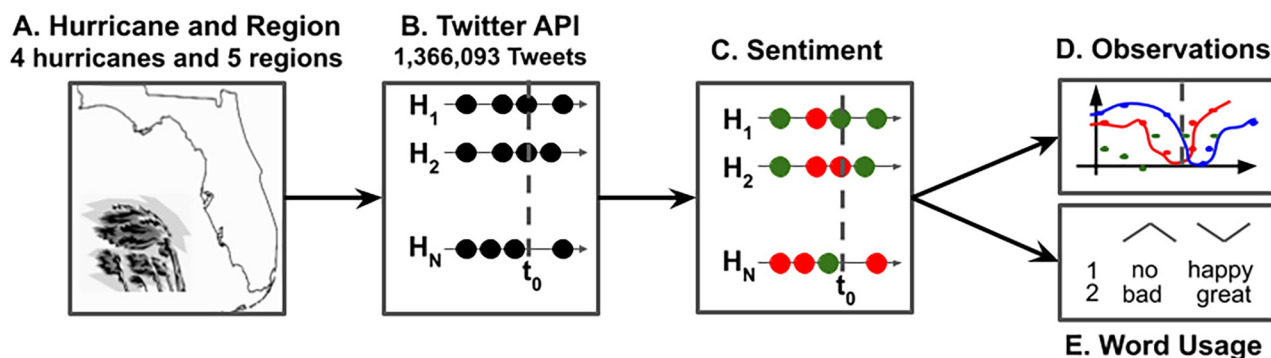 A. Hurricane and Region
4 hurricanes and 5 regions
B. Twitter API
1,366,093 Tweets
H1
H2
HN
t0
C. Sentiment
H1
H2
HN
t0
D. Observations
1 no happy
2 bad great
E. Word Usage